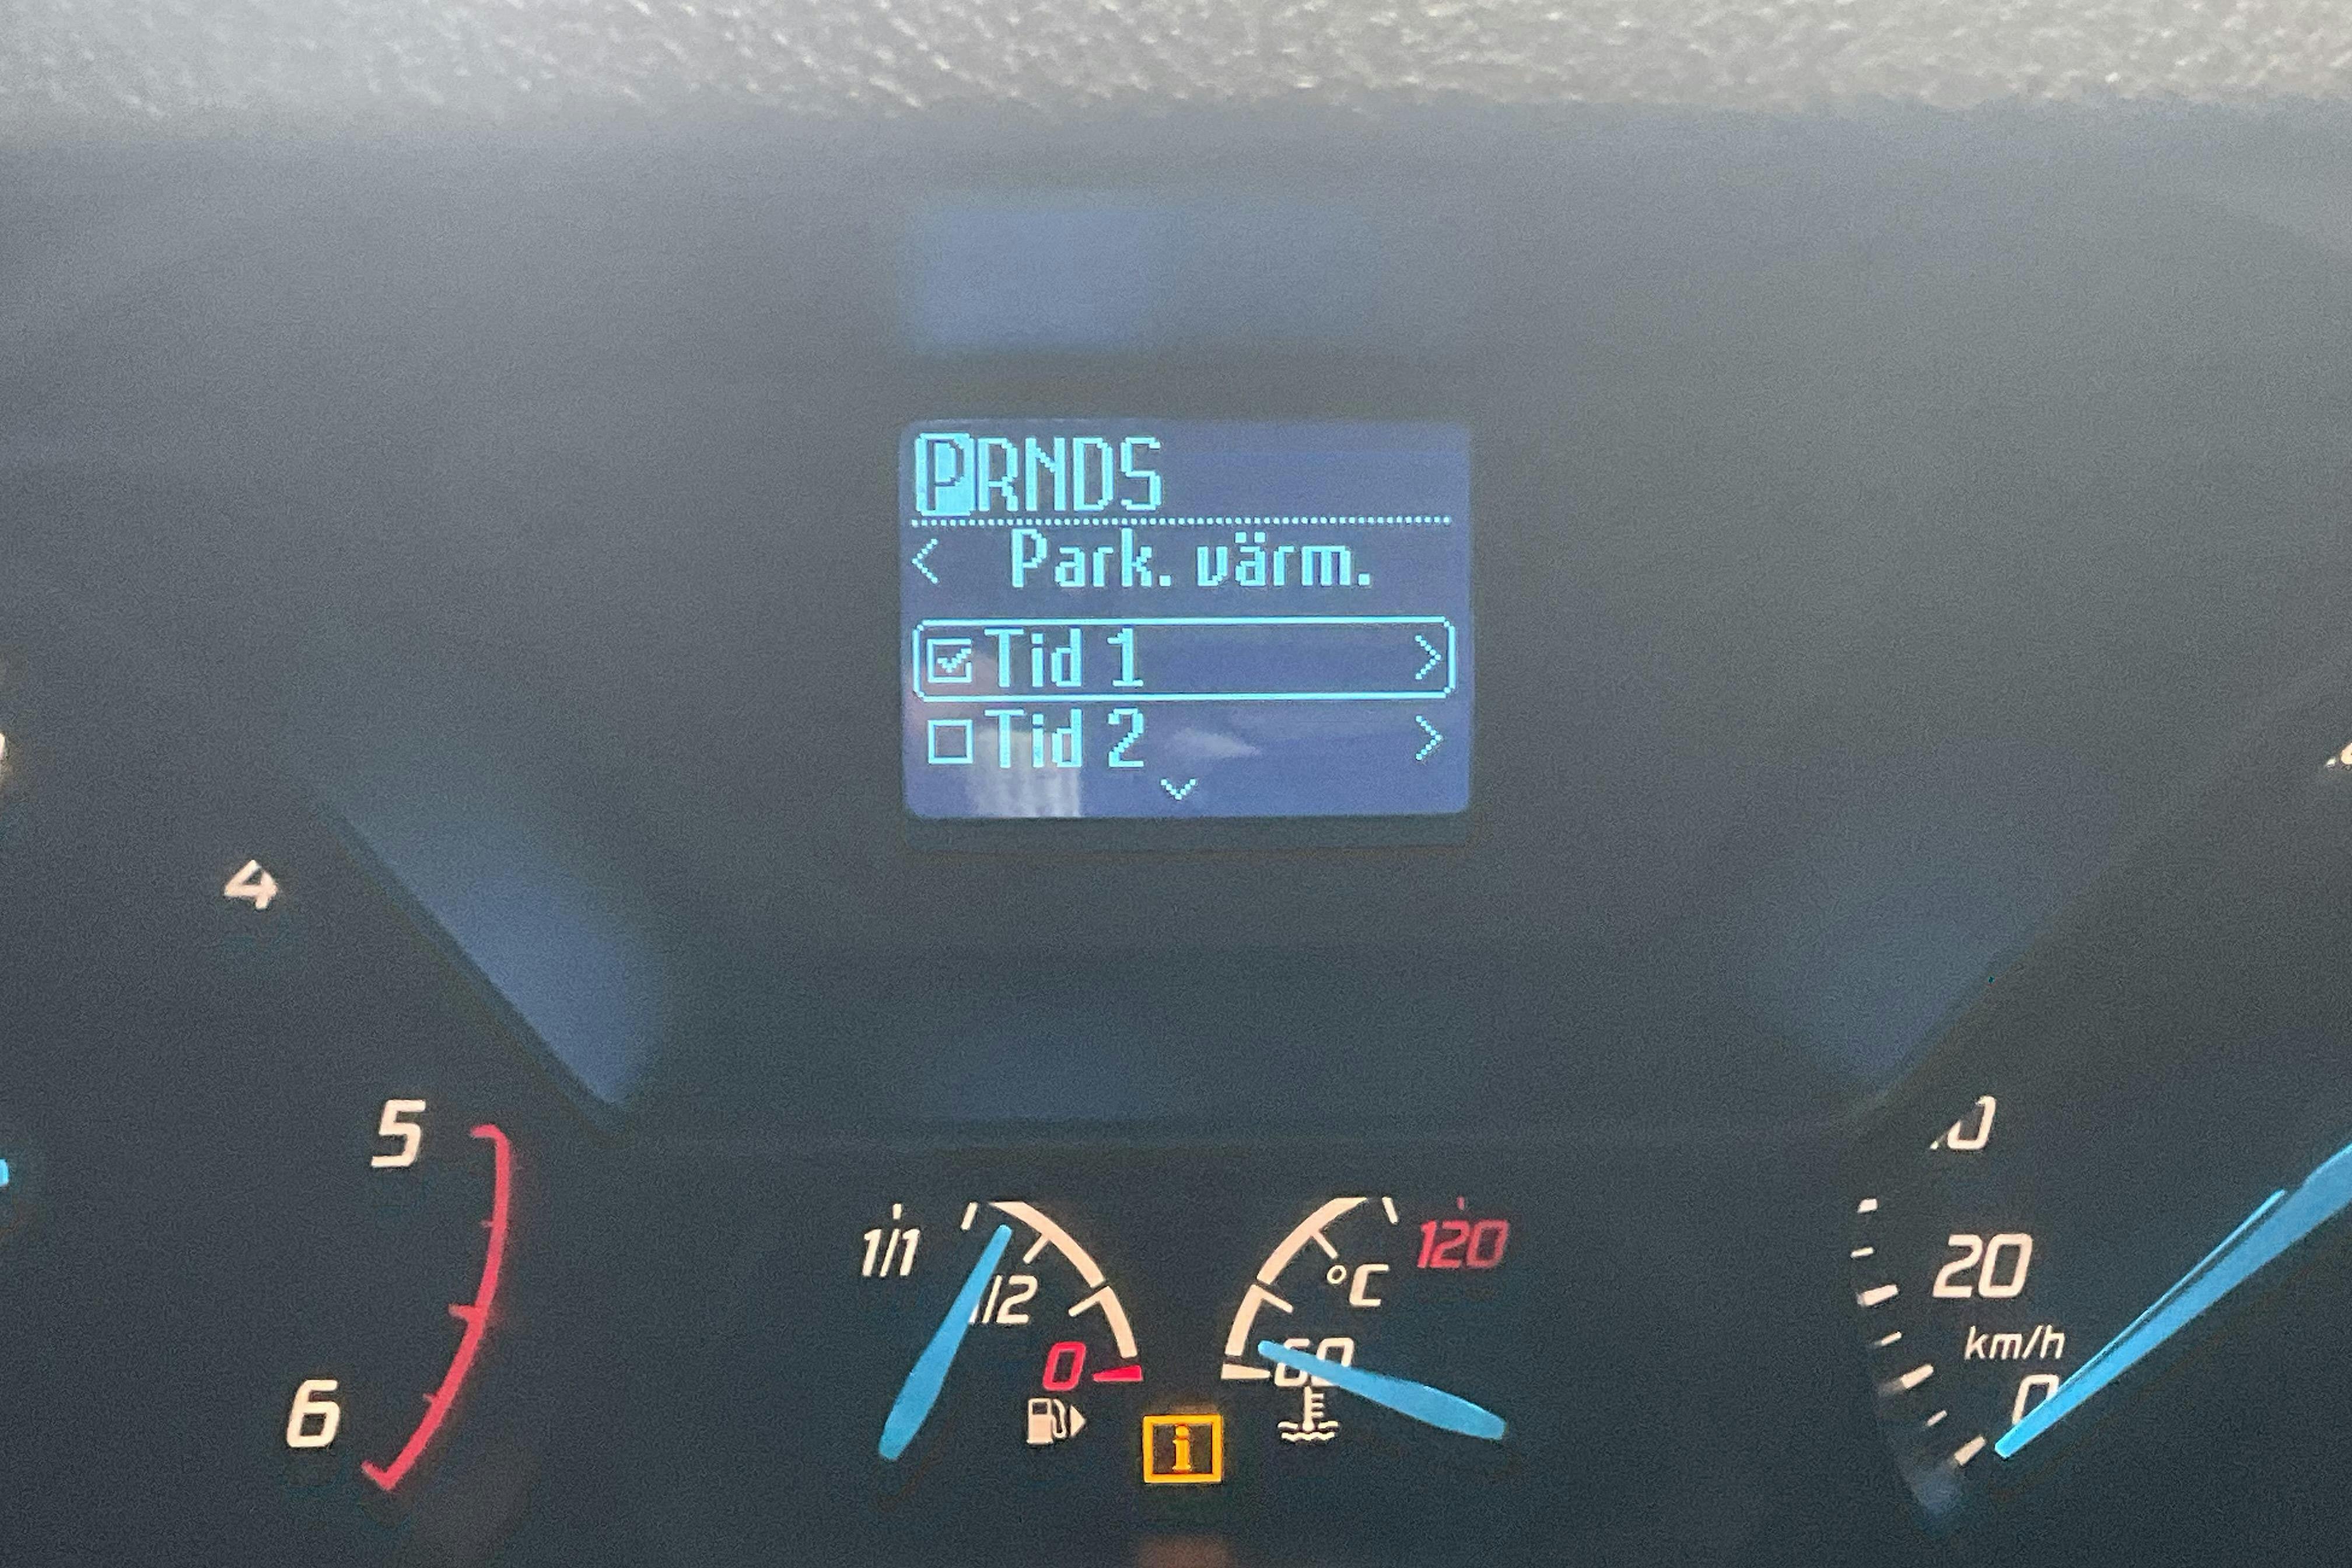 PRNDS
< Park. värm.
☑ Tid 1 >
☐ Tid 2 >
4
5
6
1/1
1/2
0
°C
120
60
20
km/h
0